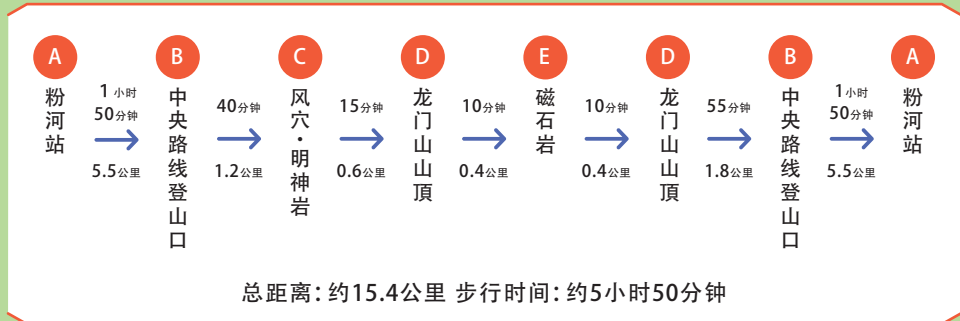 A
粉河站
1小时
50分钟
5.5公里
B
中央路线登山口
40分钟
1.2公里
C
风穴・明神岩
15分钟
0.6公里
D
龙门山山頂
10分钟
0.4公里
E
磁石岩
10分钟
0.4公里
D
龙门山山頂
55分钟
1.8公里
B
中央路线登山口
1小时
50分钟
5.5公里
A
粉河站
总距离：约15.4公里 步行时间：约5小时50分钟